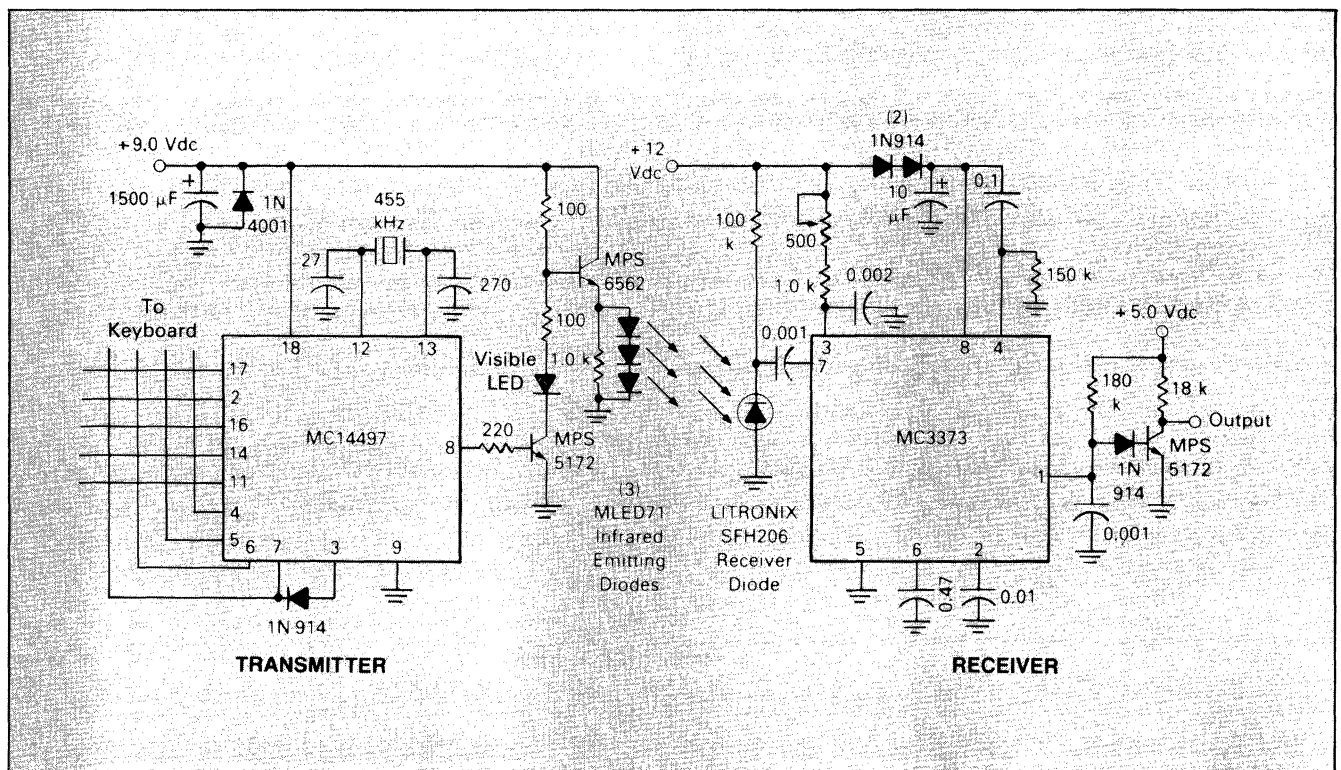 +9.0 Vdc
1500 µF
+
1N
4001
455
kHz
27
270
To
Keyboard
100
100
MPS
6562
1.0 k
Visible
LED
18
12
13
17
2
16
14
11
4
5
6
7
3
9
8
MC14497
220
MPS
5172
1N 914
(3)
MLED71
Infrared
Emitting
Diodes
TRANSMITTER
+ 12
Vdc
(2)
1N914
100
k
500
1.0 k
0.002
10
µF
+
0.1
150 k
0.001
3
7
8
4
MC3373
1
5
6
2
0.47
0.01
LITRONIX
SFH206
Receiver
Diode
+ 5.0 Vdc
180
k
18 k
Output
MPS
5172
1N
914
0.001
RECEIVER